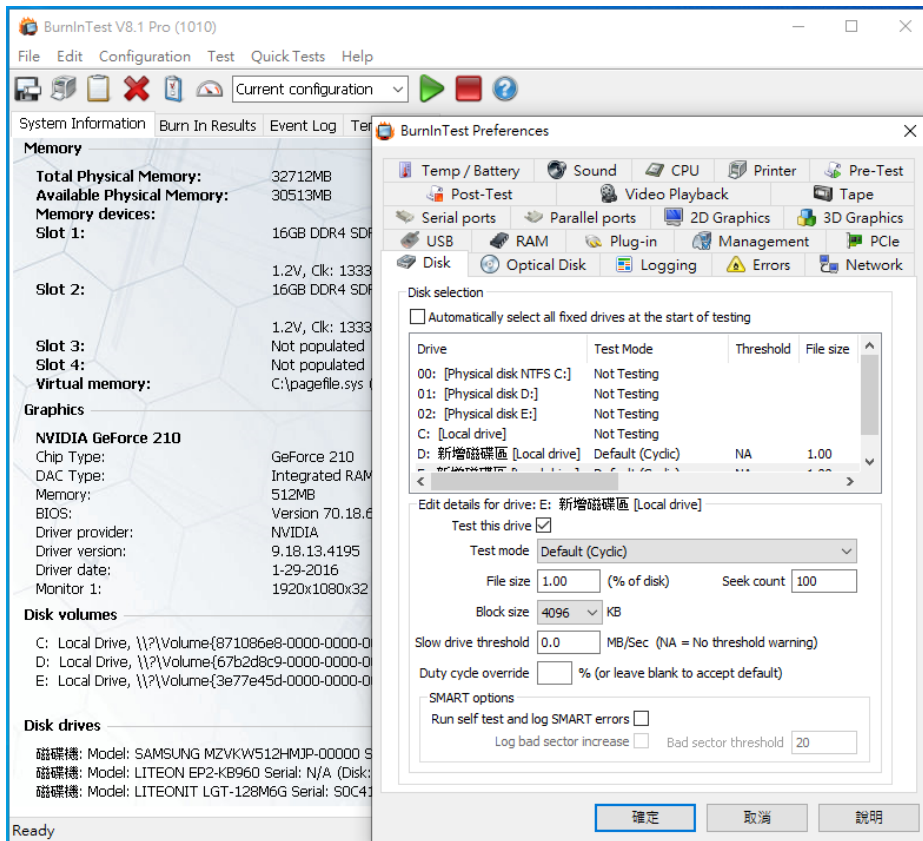 BurnInTest V8.1 Pro (1010)
File Edit Configuration Test Quick Tests Help
Current configuration
System Information Burn In Results Event Log
Memory
Total Physical Memory: 32712MB
Available Physical Memory: 30513MB
Memory devices:
Slot 1: 16GB DDR4
1.2V, Clk: 1333
Slot 2: 16GB DDR4
1.2V, Clk: 1333
Slot 3: Not populated
Slot 4: Not populated
Virtual memory: C:\pagefile.sys
Graphics
NVIDIA GeForce 210
Chip Type: GeForce 210
DAC Type: Integrated RAM
Memory: 512MB
BIOS: Version 70.18.6
Driver provider: NVIDIA
Driver version: 9.18.13.4195
Driver date: 1-29-2016
Monitor 1: 1920x1080x32
Disk volumes
C: Local Drive, \\?\Volume{871086e8-0000-0000-0
D: Local Drive, \\?\Volume{67b2d8c9-0000-0000-0
E: Local Drive, \\?\Volume{3e77e45d-0000-0000-0
Disk drives
磁碟機: Model: SAMSUNG MZVKW512HMJP-00000 S
磁碟機: Model: LITEON EP2-KB960 Serial: N/A (Disk:
磁碟機: Model: LITEONIT LGT-128M6G Serial: S0C41
Ready
BurnInTest Preferences
Temp / Battery Sound CPU Printer Pre-Test
Post-Test Video Playback Tape
Serial ports Parallel ports 2D Graphics 3D Graphics
USB RAM Plug-in Management PCIe
Disk Optical Disk Logging Errors Network
Disk selection
Automatically select all fixed drives at the start of testing
Drive Test Mode Threshold File size
00: [Physical disk NTFS C:] Not Testing
01: [Physical disk D:] Not Testing
02: [Physical disk E:] Not Testing
C: [Local drive] Not Testing
D: 新增磁碟區 [Local drive] Default (Cyclic) NA 1.00
Edit details for drive: E: 新增磁碟區 [Local drive]
Test this drive
Test mode Default (Cyclic)
File size 1.00 (% of disk) Seek count 100
Block size 4096 KB
Slow drive threshold 0.0 MB/Sec (NA = No threshold warning)
Duty cycle override % (or leave blank to accept default)
SMART options
Run self test and log SMART errors
Log bad sector increase Bad sector threshold 20
確定 取消 說明